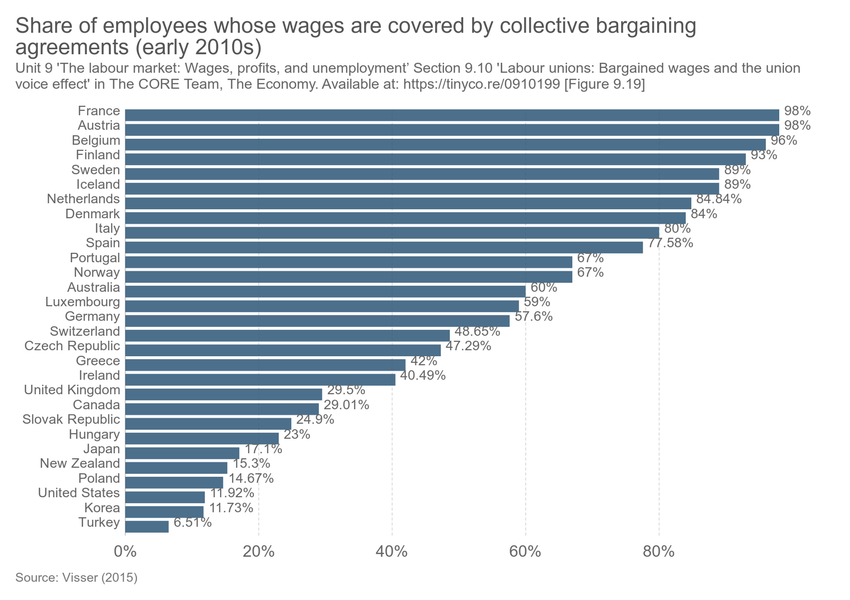 Share of employees whose wages are covered by collective bargaining
agreements (early 2010s)
Unit 9 'The labour market: Wages, profits, and unemployment’ Section 9.10 'Labour unions: Bargained wages and the union
voice effect' in The CORE Team, The Economy. Available at: https://tinyco.re/0910199 [Figure 9.19]
France 98%
Austria 98%
Belgium 96%
Finland 93%
Sweden 89%
Iceland 89%
Netherlands 84.84%
Denmark 84%
Italy 80%
Spain 77.58%
Portugal 67%
Norway 67%
Australia 60%
Luxembourg 59%
Germany 57.6%
Switzerland 48.65%
Czech Republic 47.29%
Greece 42%
Ireland 40.49%
United Kingdom 29.5%
Canada 29.01%
Slovak Republic 24.9%
Hungary 23%
Japan 17.1%
New Zealand 15.3%
Poland 14.67%
United States 11.92%
Korea 11.73%
Turkey 6.51%
0% 20% 40% 60% 80%
Source: Visser (2015)